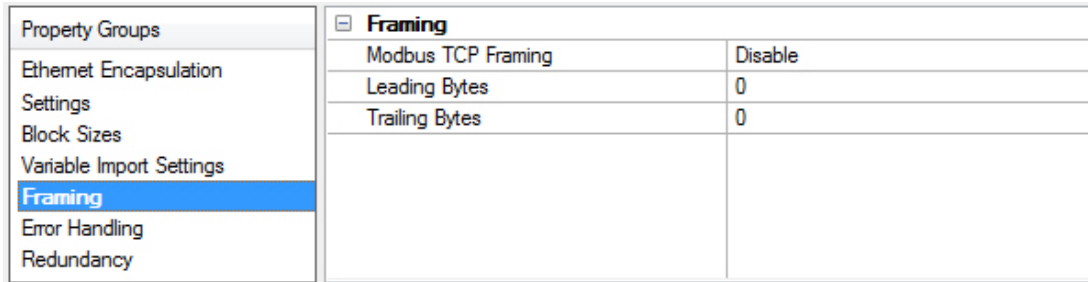 Property Groups
Ethernet Encapsulation
Settings
Block Sizes
Variable Import Settings
Framing
Error Handling
Redundancy
Framing
Modbus TCP Framing Disable
Leading Bytes 0
Trailing Bytes 0